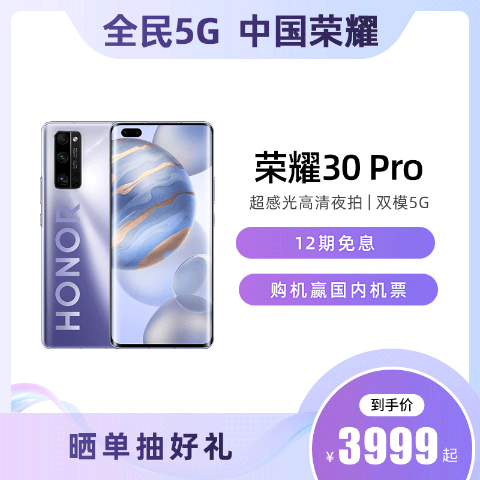 全民5G 中国荣耀
荣耀30 Pro
超感光高清夜拍 | 双模5G
12期免息
购机赢国内机票
HONOR
到手价
¥3999起
晒单抽好礼